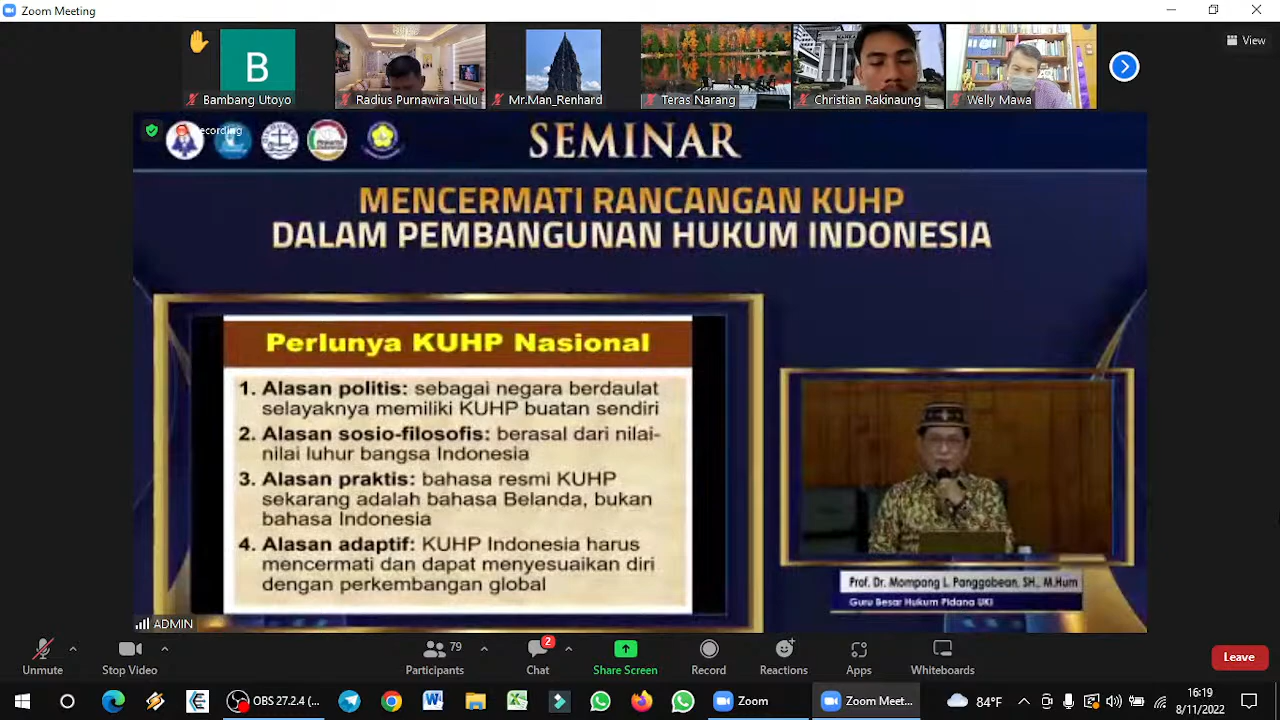 Zoom Meeting
View
B
Bambang Utoyo
Radius Purnawira Hulu
Mr.Man_Renhard
Teras Narang
Christian Rakinaung
Welly Mawa
Recording
SEMINAR
MENCERMATI RANCANGAN KUHP
DALAM PEMBANGUNAN HUKUM INDONESIA
Perlunya KUHP Nasional
1. Alasan politis: sebagai negara berdaulat
selayaknya memiliki KUHP buatan sendiri
2. Alasan sosio-filosofis: berasal dari nilai-
nilai luhur bangsa Indonesia
3. Alasan praktis: bahasa resmi KUHP
sekarang adalah bahasa Belanda, bukan
bahasa Indonesia
4. Alasan adaptif: KUHP Indonesia harus
mencermati dan dapat menyesuaikan diri
dengan perkembangan global
Prof. Dr. Mompang L. Panggabean, SH., M.Hum
Guru Besar Hukum Pidana UKI
ADMIN
Unmute
Stop Video
79
Participants
2
Chat
Share Screen
Record
Reactions
Apps
Whiteboards
Leave
OBS 27.2.4 (...
Zoom
Zoom Meet...
84°F
16:19
8/11/2022